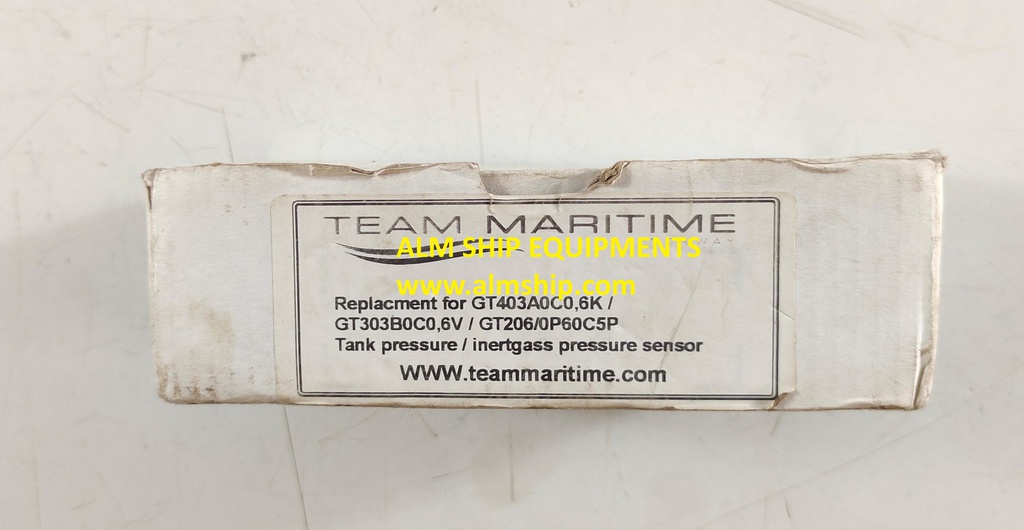 TEAM MARITIME
WAY
ALM SHIP EQUIPMENTS
www.almship.com
Replacment for GT403A0C0,6K /
GT303B0C0,6V / GT206/0P60C5P
Tank pressure / inertgass pressure sensor
WWW.teammaritime.com